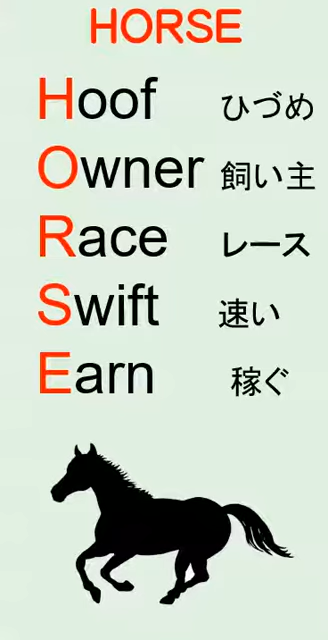 HORSE
Hoof ひづめ
Owner 飼い主
Race レース
Swift 速い
Earn 稼ぐ